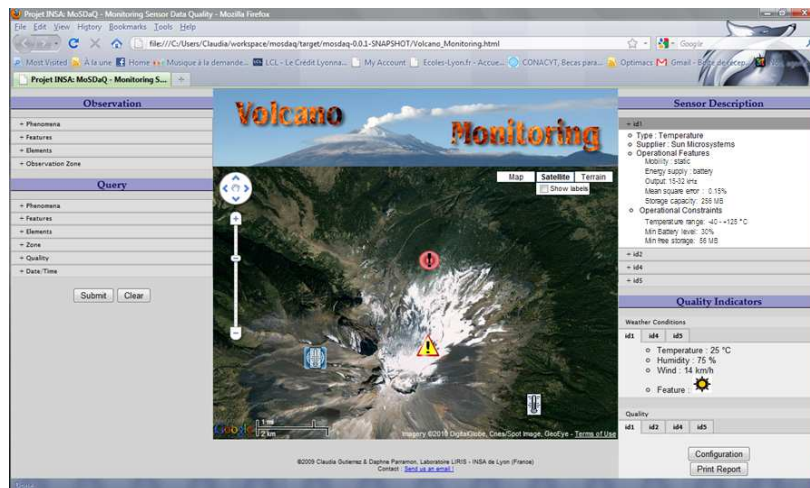 Projet INSA: MoSDaQ - Monitoring Sensor Data Quality - Mozilla Firefox
File Edit View History Bookmarks Tools Help
file:///C:/Users/Claudia/workspace/mosdaq/target/mosdaq-0.0.1-SNAPSHOT/Volcano_Monitoring.html
Google
Most Visited À la une Home Musique à la demande... LCL - Le Crédit Lyonna... My Account Ecoles-Lyon.fr - Accue... CONACYT, Becas para... Optimacs Gmail - Boîte de récep...
Projet INSA: MoSDaQ - Monitoring S...
Observation
+ Phenomena
+ Features
+ Elements
+ Observation Zone
Query
+ Phenomena
+ Features
+ Elements
+ Zone
+ Quality
+ Date/Time
Submit Clear
Volcano
Monitoring
Map Satellite Terrain
Show labels
1 mi
2 km
Google
Imagery ©2010 DigitalGlobe, Cnes/Spot Image, GeoEye - Terms of Use
©2009 Claudia Gutierrez & Daphne Parramon, Laboratoire LIRIS - INSA de Lyon (France)
Contact : Send us an email !
Sensor Description
÷ id1
Type : Temperature
Supplier : Sun Microsystems
Operational Features
Mobility : static
Energy supply : battery
Output: 15-32 kHz
Mean square error : 0.15%
Storage capacity: 256 MB
Operational Constraints
Temperature range: -40 - +125 °C
Min Battery level: 30%
Min free storage: 56 MB
+ id2
+ id4
+ id5
Quality Indicators
Weather Conditions
id1 id4 id5
Temperature : 25 °C
Humidity : 75 %
Wind : 14 km/h
Feature :
Quality
id1 id2 id4 id5
Configuration
Print Report